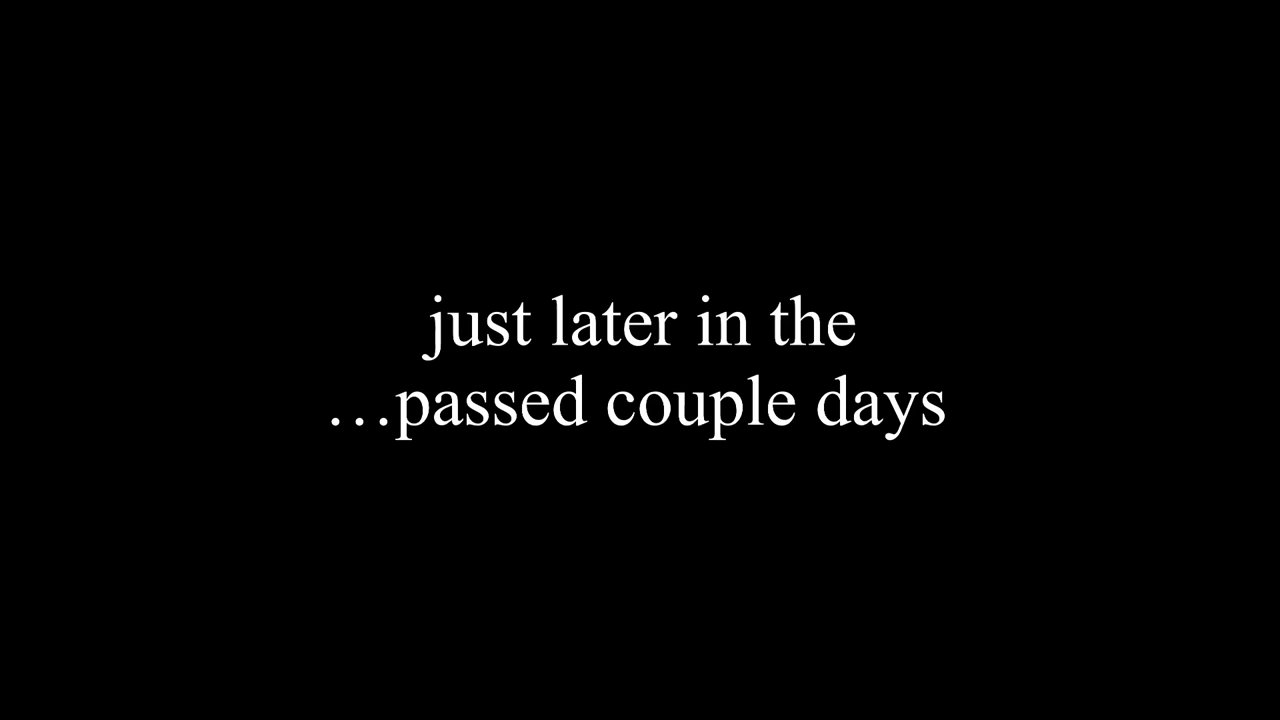 just later in the
…passed couple days